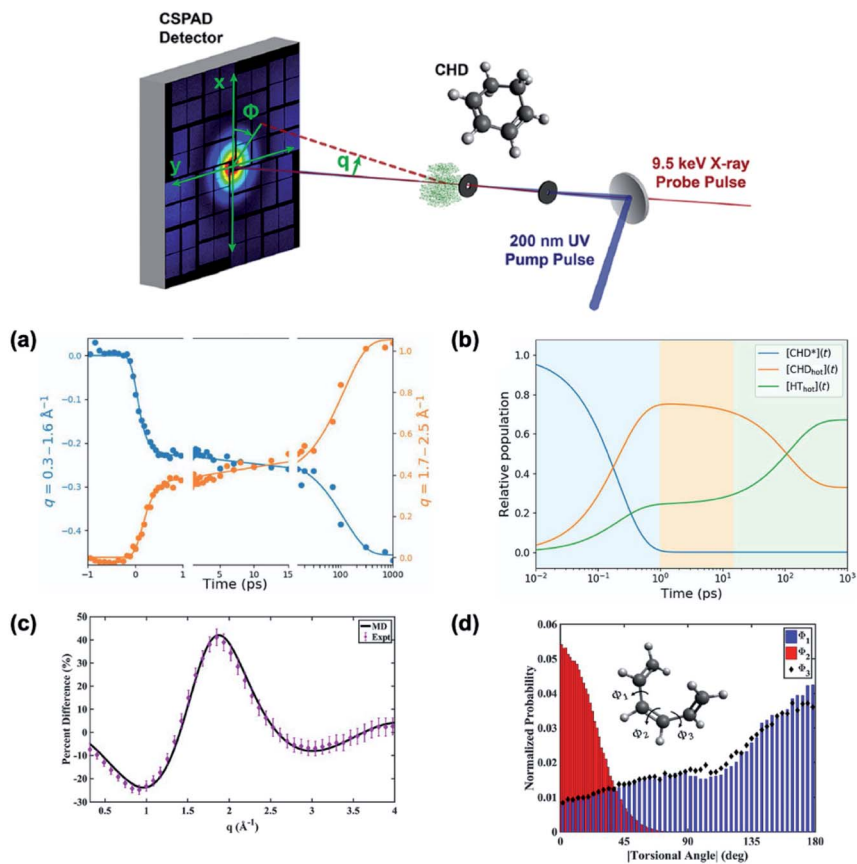 CSPAD
Detector
x
Φ
y
q
CHD
9.5 keV X-ray
Probe Pulse
200 nm UV
Pump Pulse
(a)
q = 0.3–1.6 Å⁻¹
0.0
−0.1
−0.2
−0.3
−0.4
1.0
0.8
0.6
0.4
0.2
0.0
q = 1.7–2.5 Å⁻¹
−1 0 1 5 15 100 1000
Time (ps) Time (ps) Time (ps)
(b)
Relative population
1.0
0.8
0.6
0.4
0.2
0.0
[CHD*](t)
[CHDhot](t)
[HThot](t)
10⁻² 10⁻¹ 10⁰ 10¹ 10² 10³
Time (ps)
(c)
Percent Difference (%)
50
40
30
20
10
0
-10
-20
-30
MD
Expt
0.5 1 1.5 2 2.5 3 3.5 4
q (Å⁻¹)
(d)
Normalized Probability
0.06
0.05
0.04
0.03
0.02
0.01
0
Φ₁
Φ₂
Φ₃
Φ₁
Φ₂
Φ₃
0 45 90 135 180
|Torsional Angle| (deg)